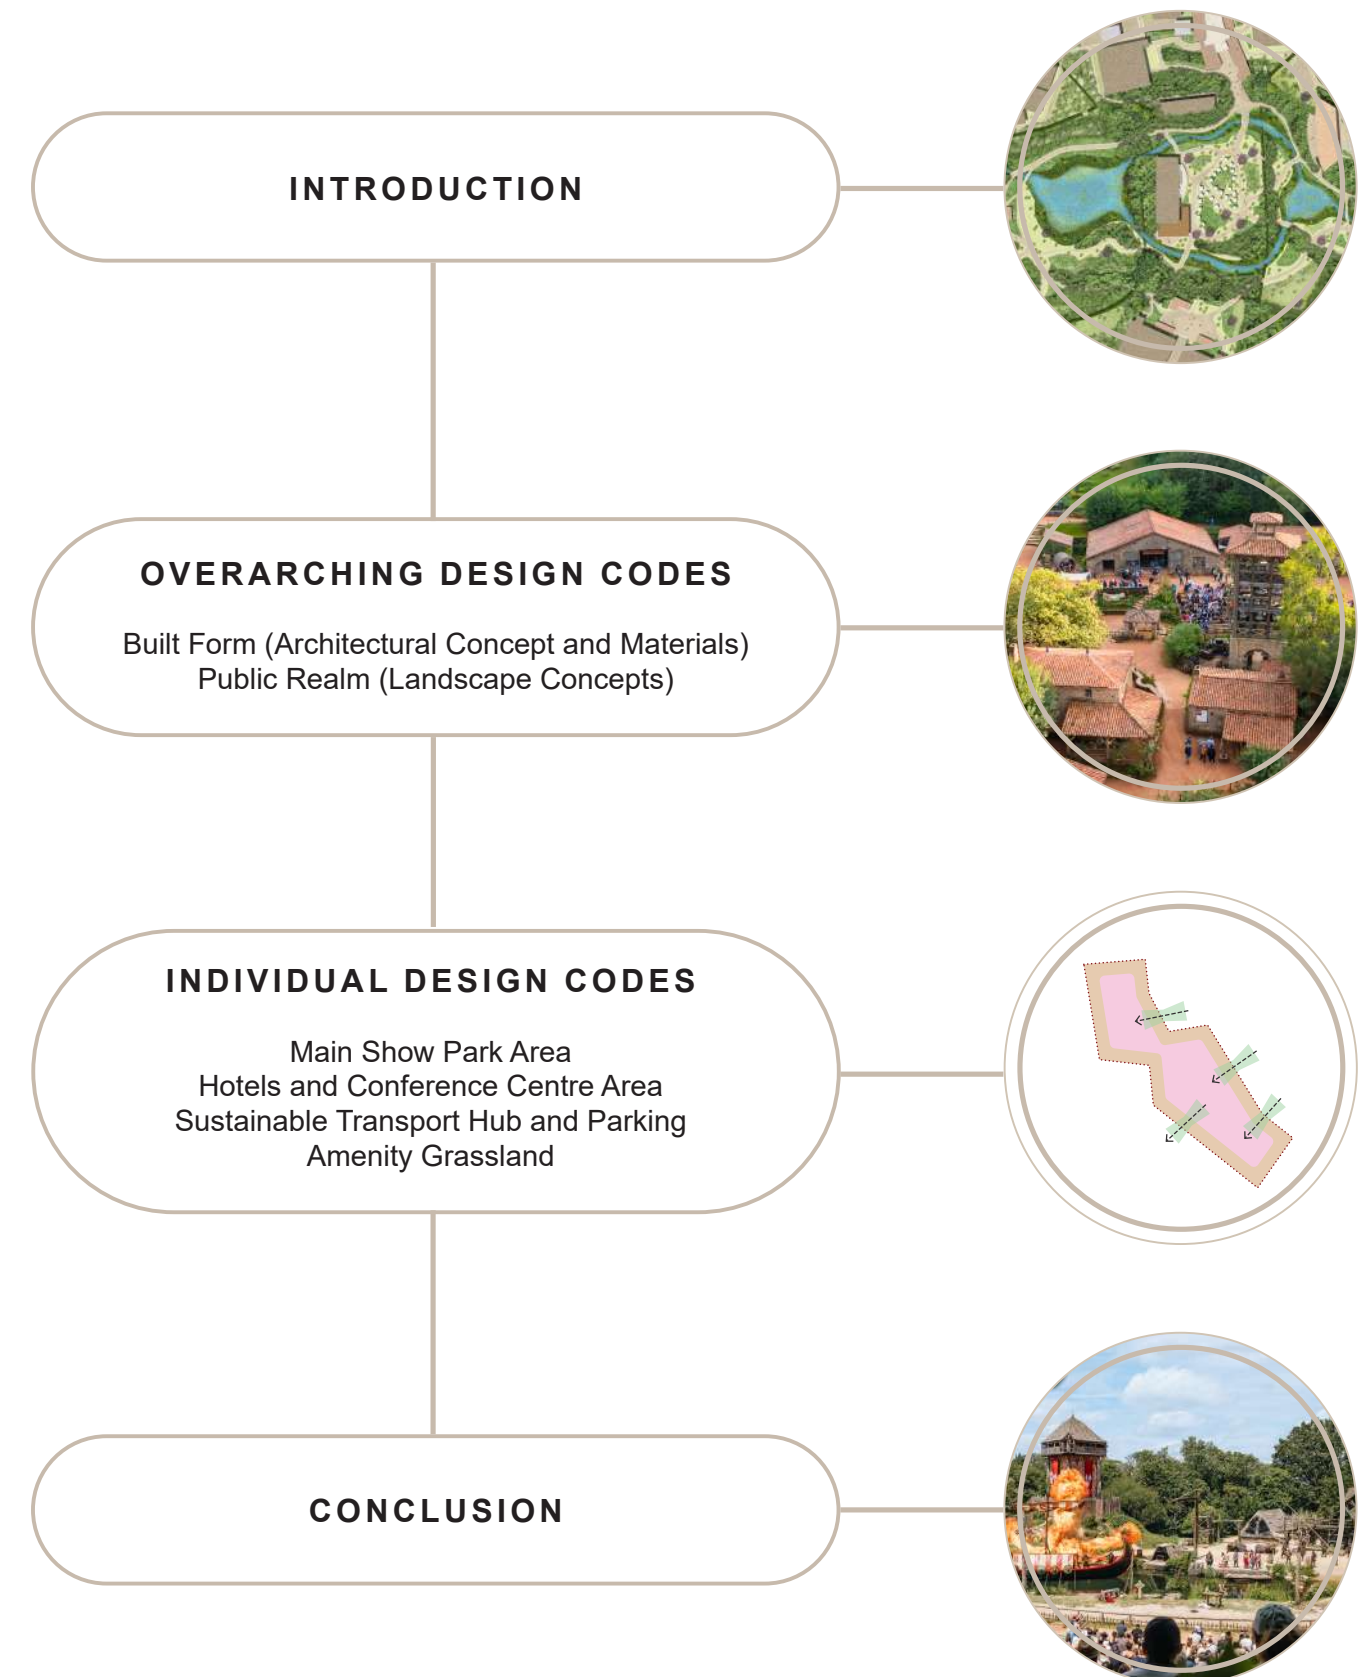 INTRODUCTION
OVERARCHING DESIGN CODES
Built Form (Architectural Concept and Materials)
Public Realm (Landscape Concepts)
INDIVIDUAL DESIGN CODES
Main Show Park Area
Hotels and Conference Centre Area
Sustainable Transport Hub and Parking
Amenity Grassland
CONCLUSION